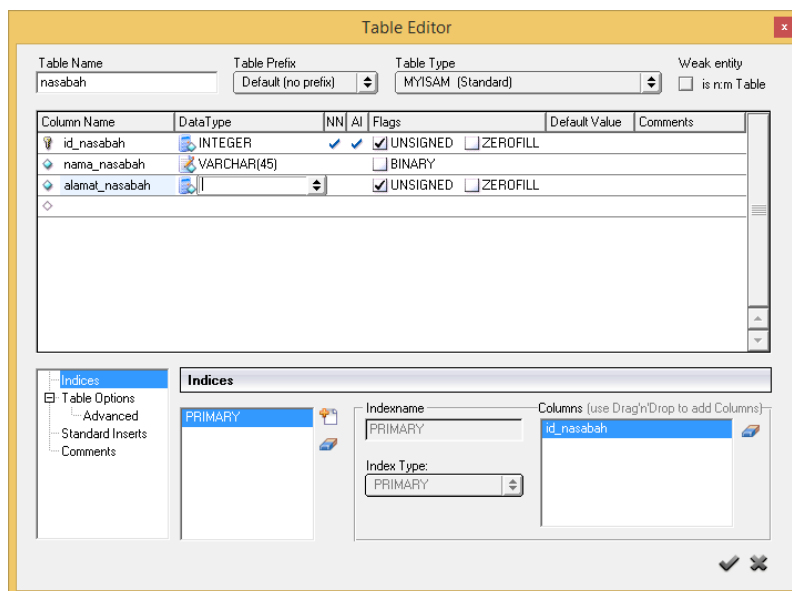 Table Editor
x
Table Name Table Prefix Table Type Weak entity
nasabah Default (no prefix) MYISAM (Standard) is n:m Table
Column Name DataType NN AI Flags Default Value Comments
id_nasabah INTEGER UNSIGNED ZEROFILL
nama_nasabah VARCHAR(45) BINARY
alamat_nasabah UNSIGNED ZEROFILL
Indices
Table Options
Advanced
Standard Inserts
Comments
Indices
PRIMARY
Indexname
PRIMARY
Index Type:
PRIMARY
Columns (use Drag'n'Drop to add Columns)
id_nasabah